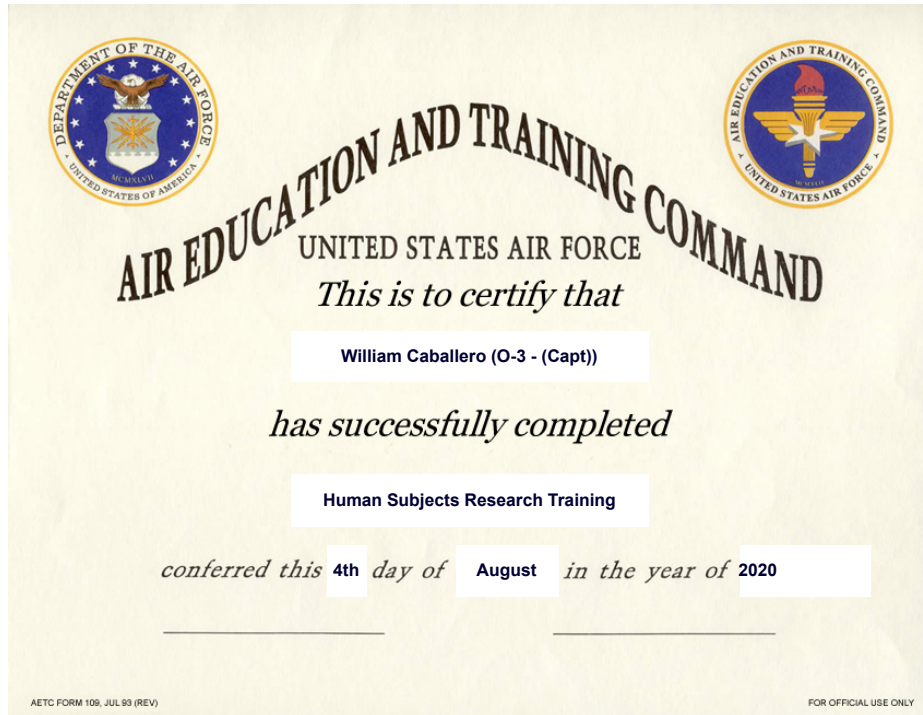 DEPARTMENT OF THE AIR FORCE
MCMXLVII
UNITED STATES OF AMERICA
AIR EDUCATION AND TRAINING COMMAND
UNITED STATES AIR FORCE
AIR EDUCATION AND TRAINING COMMAND
UNITED STATES AIR FORCE
This is to certify that
William Caballero (O-3 - (Capt))
has successfully completed
Human Subjects Research Training
conferred this 4th day of August in the year of 2020
AETC FORM 109, JUL 93 (REV)
FOR OFFICIAL USE ONLY